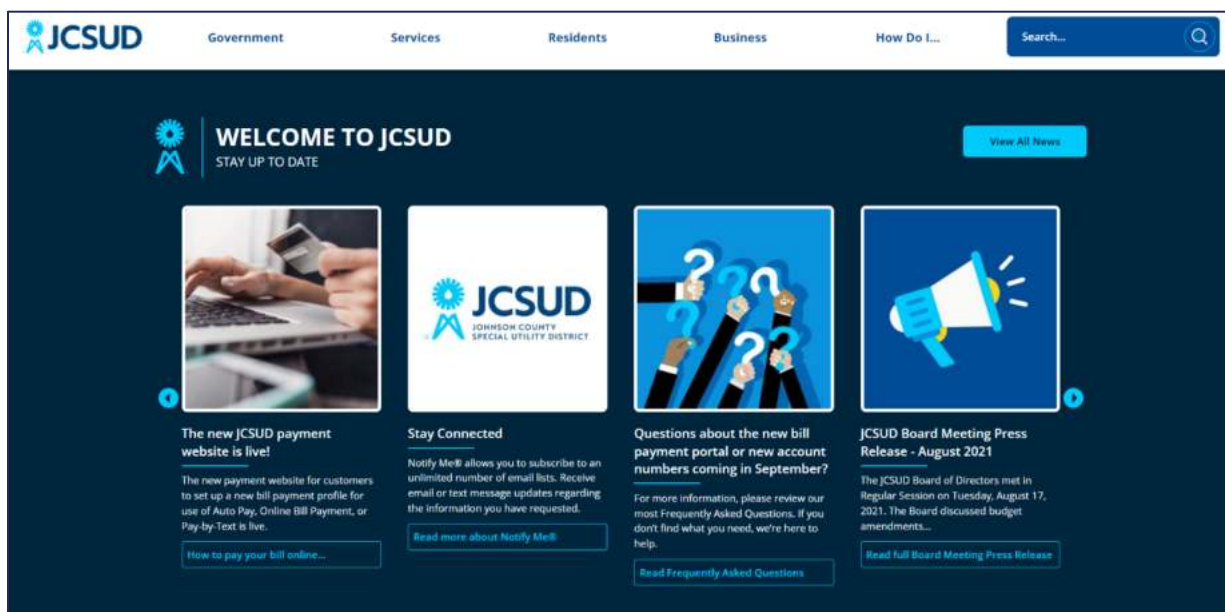 JCSUD
Government
Services
Residents
Business
How Do I...
Search...
WELCOME TO JCSUD
STAY UP TO DATE
View All News
JCSUD
JOHNSON COUNTY
SPECIAL UTILITY DISTRICT
The new JCSUD payment
website is live!
The new payment website for customers
to set up a new bill payment profile for
use of Auto Pay, Online Bill Payment, or
Pay-by-Text is live.
How to pay your bill online...
Stay Connected
Notify Me® allows you to subscribe to an
unlimited number of email lists. Receive
email or text message updates regarding
the information you have requested.
Read more about Notify Me®
Questions about the new bill
payment portal or new account
numbers coming in September?
For more information, please review our
most Frequently Asked Questions. If you
don't find what you need, we're here to
help.
Read Frequently Asked Questions
JCSUD Board Meeting Press
Release - August 2021
The JCSUD Board of Directors met in
Regular Session on Tuesday, August 17,
2021. The Board discussed budget
amendments...
Read full Board Meeting Press Release